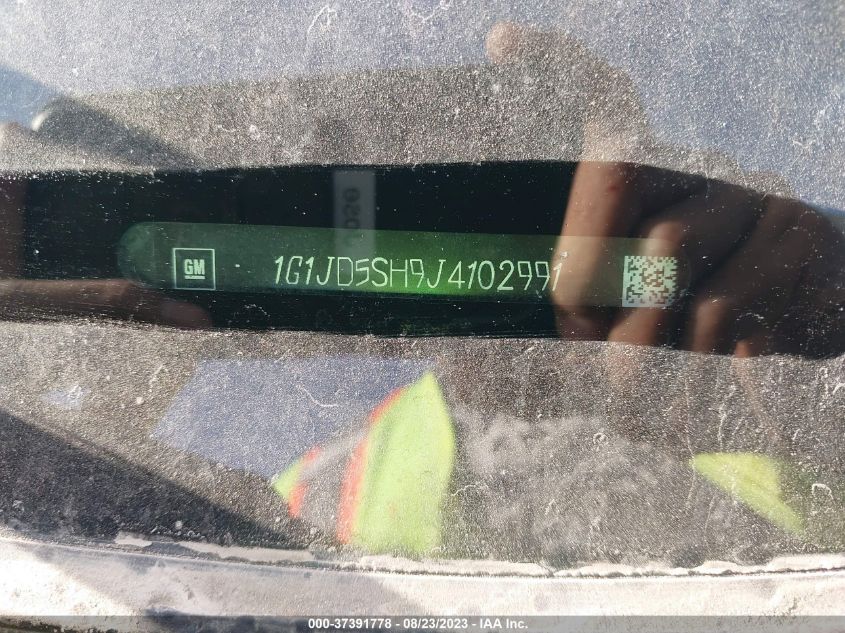 GM 1G1JD5SH9J4102991
000-37391778 - 08/23/2023 - IAA Inc.